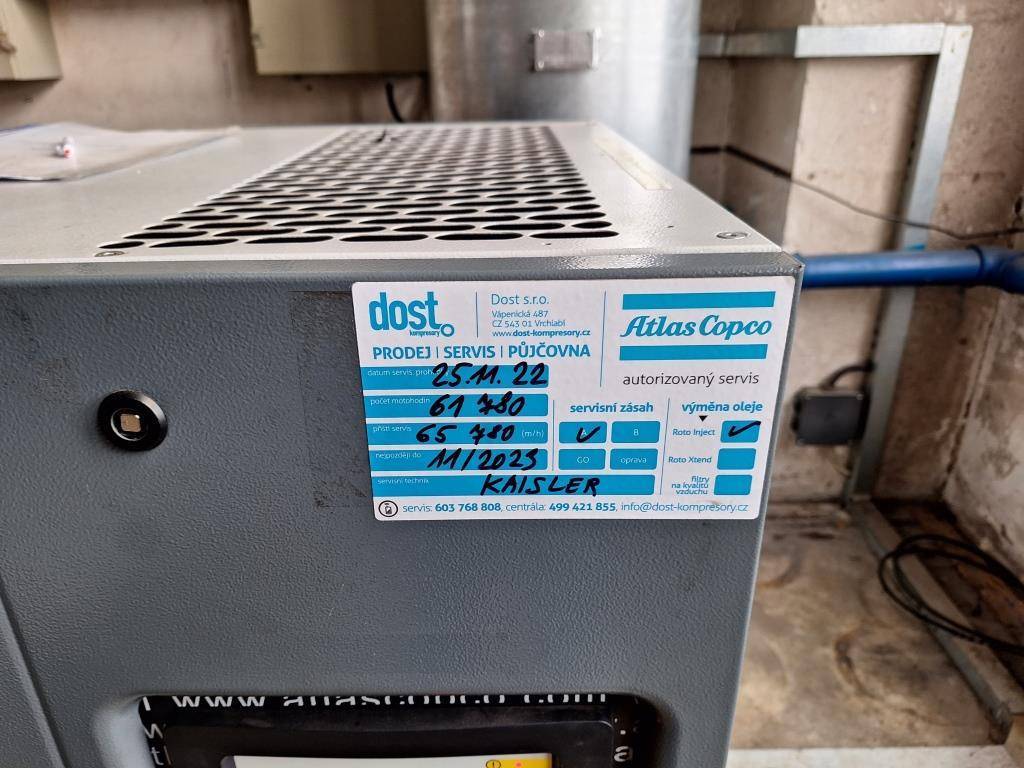 dost
kompresory
Dost s.r.o.
Vápenická 487
CZ 543 01 Vrchlabí
www.dost-kompresory.cz
PRODEJ | SERVIS | PŮJČOVNA
Atlas Copco
autorizovaný servis
datum servis. proh 25.11.22
počet motohodin 61 780
příští servis 65 780 (m/h)
nejpozději do 11/2023
servisní technik KAISLER
servisní zásah
B
GO oprava
výměna oleje
Roto Inject
Roto Xtend
filtry
na kvalitu
vzduchu
servis: 603 768 808, centrála: 499 421 855, info@dost-kompresory.cz
www atlascopco com